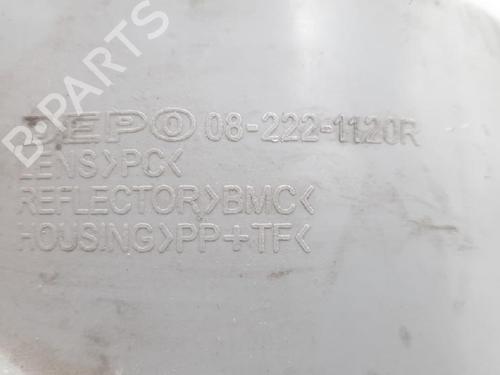 DEPO 08-222-1120R
LENS>PC<
REFLECTOR>BMC<
HOUSING>PP+TF<
B-PARTS